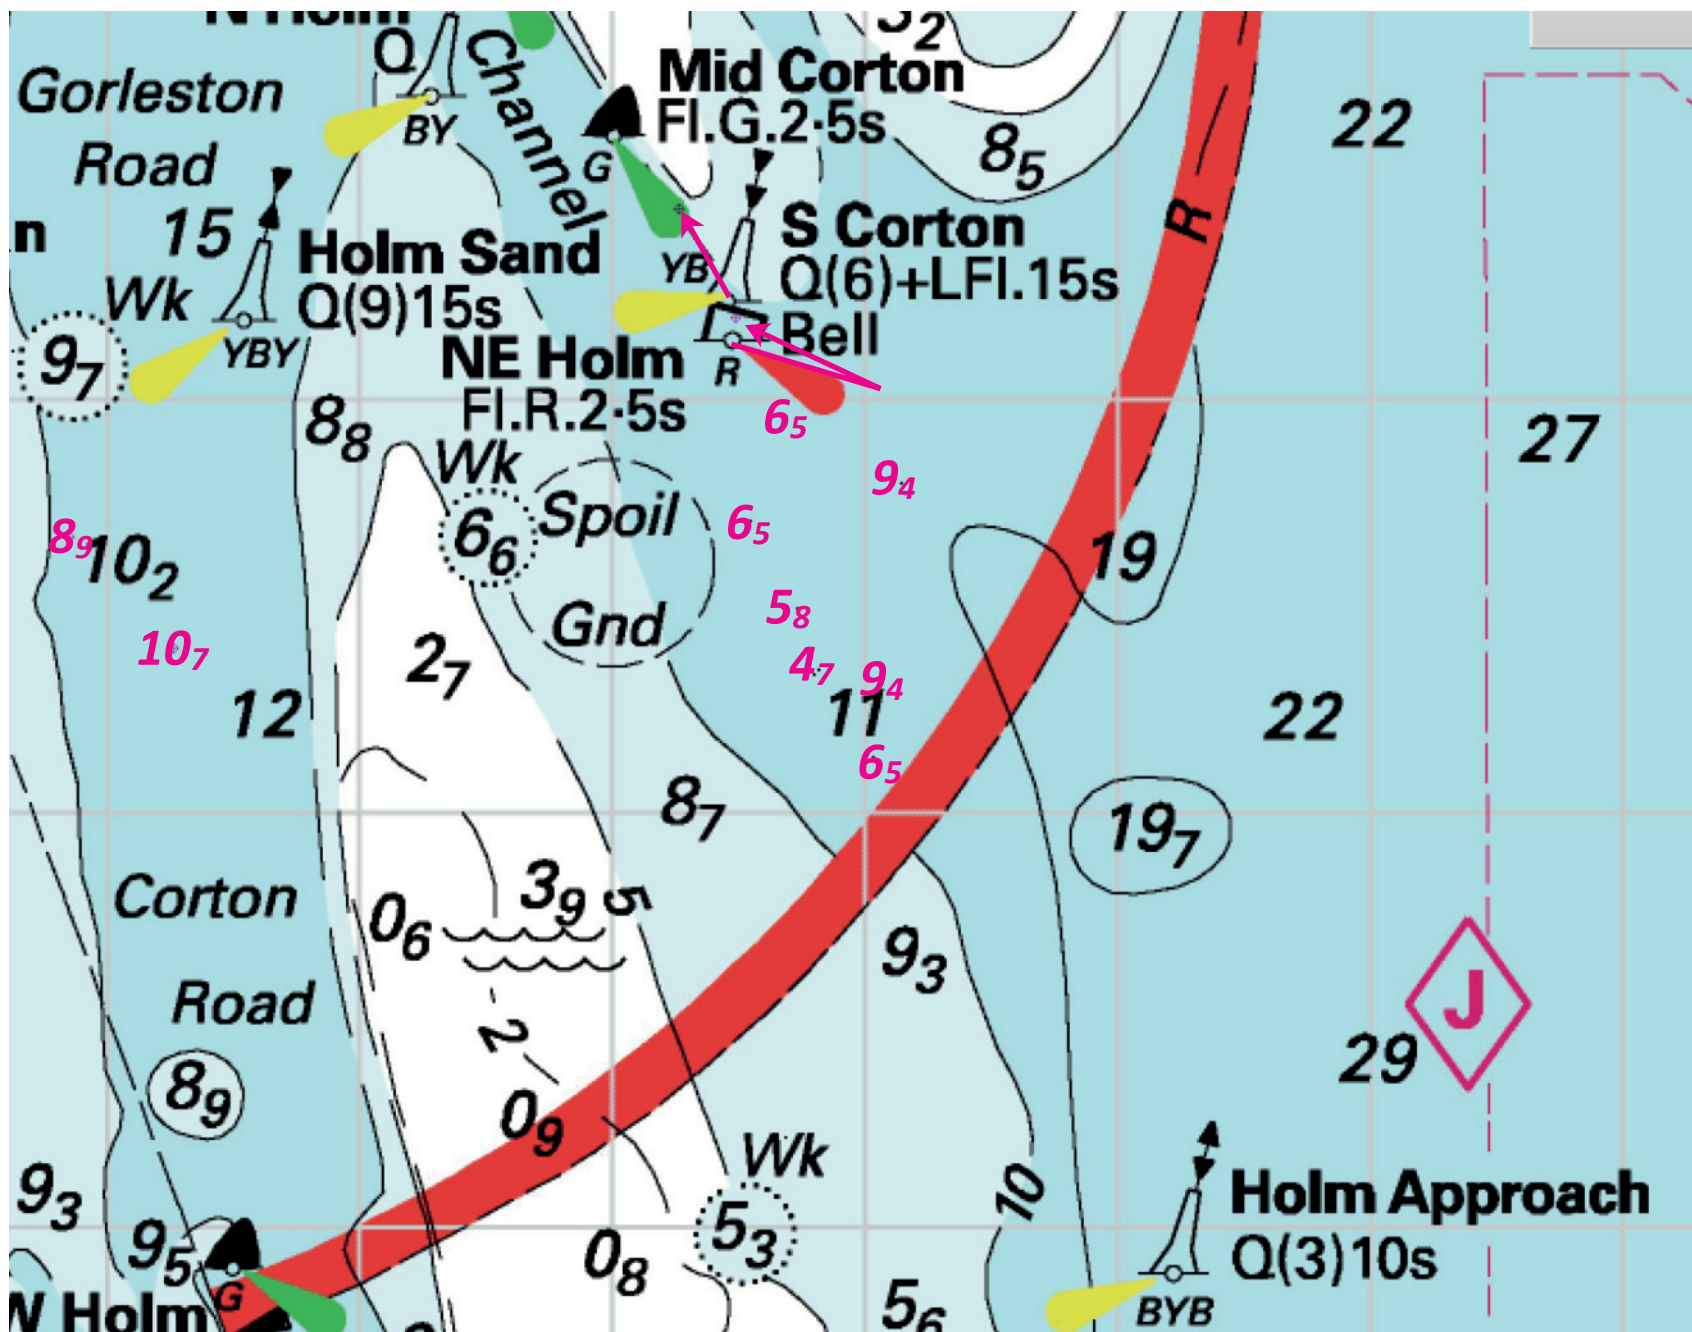 N Holm
Q
BY
Channel
Gorleston
Road
15
n
Mid Corton
Fl.G.2·5s
G
3₂
8₅
22
R
S Corton
Q(6)+LFl.15s
Bell
YB
Holm Sand
Q(9)15s
YBY
Wk
9₇
NE Holm
Fl.R.2·5s
R
6₅
8₈
Wk
6₆
Spoil
Gnd
9₄
27
6₅
8₉
10₂
19
5₈
10₇
2₇
4₇
9₄
12
11
22
6₅
8₇
19₇
Corton
3₉
5
0₆
9₃
Road
J
2
29
8₉
0₉
Wk
5₃
9₃
10
Holm Approach
Q(3)10s
BYB
9₅
G
W Holm
0₈
5₆